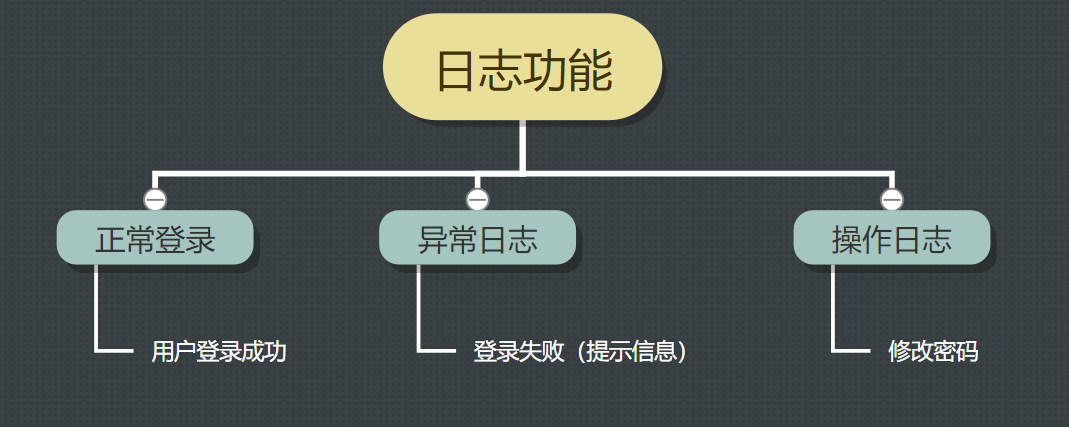 日志功能
正常登录
异常日志
操作日志
用户登录成功
登录失败（提示信息）
修改密码